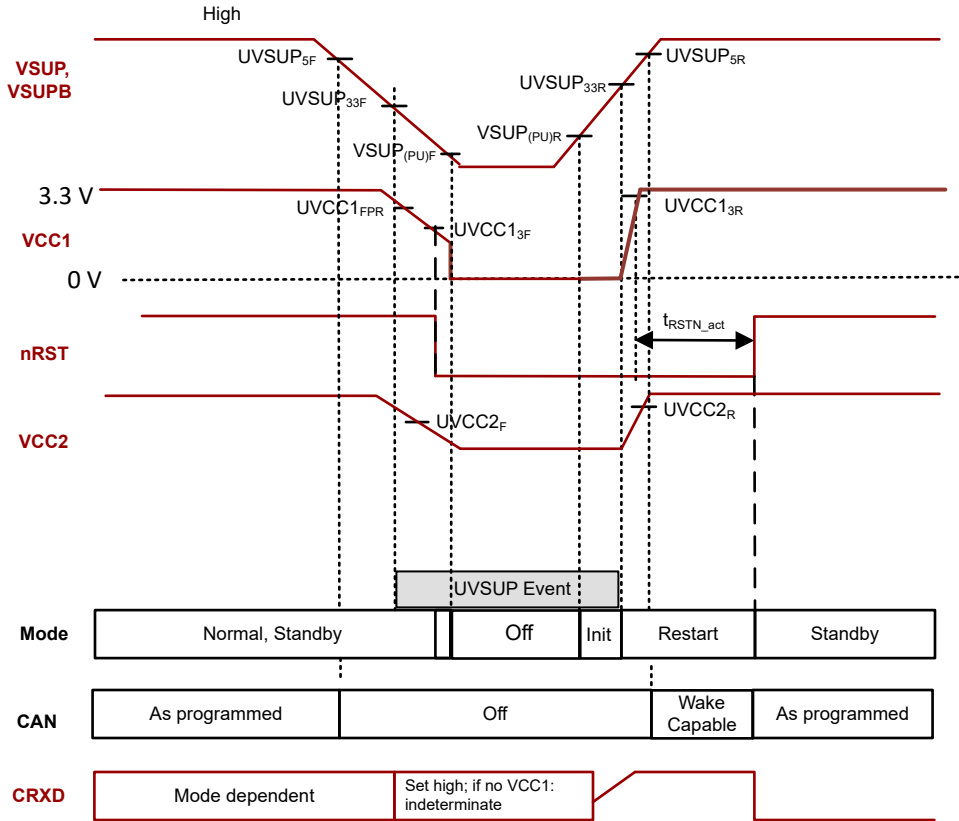 High
VSUP,
VSUPB
UVSUP5F
UVSUP5R
UVSUP33F
UVSUP33R
VSUP(PU)F
VSUP(PU)R
3.3 V
VCC1
UVCC1FPR
UVCC13F
UVCC13R
0 V
nRST
tRSTN_act
VCC2
UVCC2F
UVCC2R
UVSUP Event
Mode
Normal, Standby
Off
Init
Restart
Standby
CAN
As programmed
Off
Wake
Capable
As programmed
CRXD
Mode dependent
Set high; if no VCC1:
indeterminate